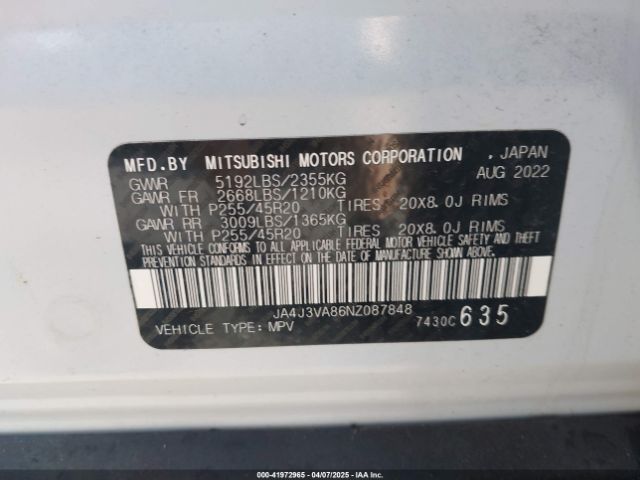 MFD.BY MITSUBISHI MOTORS CORPORATION , JAPAN
GVWR 5192LBS/2355KG AUG 2022
GAWR FR 2668LBS/1210KG
WITH P255/45R20 TIRES 20X8.0J RIMS
GAWR RR 3009LBS/1365KG
WITH P255/45R20 TIRES 20X8.0J RIMS
THIS VEHICLE CONFORMS TO ALL APPLICABLE FEDERAL MOTOR VEHICLE SAFETY AND THEFT
PREVENTION STANDARDS IN EFFECT ON THE DATE OF MANUFACTURE SHOWN ABOVE.
JA4J3VA86NZ087848
VEHICLE TYPE: MPV 7430C 635
000-41972965 - 04/07/2025 - IAA Inc.